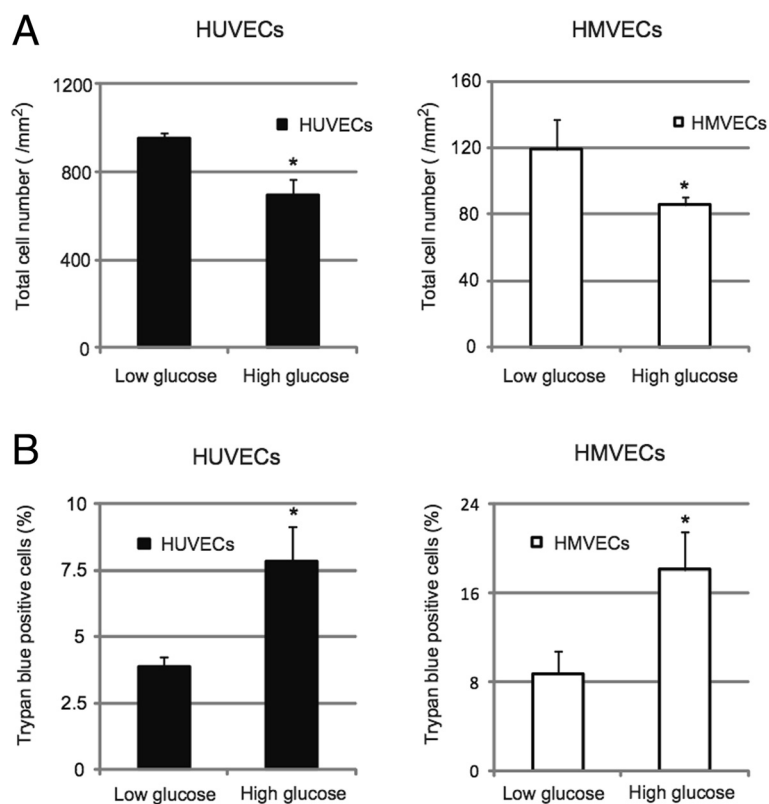 A
HUVECs
HMVECs
Total cell number ( /mm²)
1200
800
400
0
HUVECs
*
Low glucose
High glucose
Total cell number ( /mm²)
160
120
80
40
0
HMVECs
*
Low glucose
High glucose
B
HUVECs
HMVECs
Trypan blue positive cells (%)
10
7.5
5
2.5
0
HUVECs
*
Low glucose
High glucose
Trypan blue positive cells (%)
24
16
8
0
HMVECs
*
Low glucose
High glucose